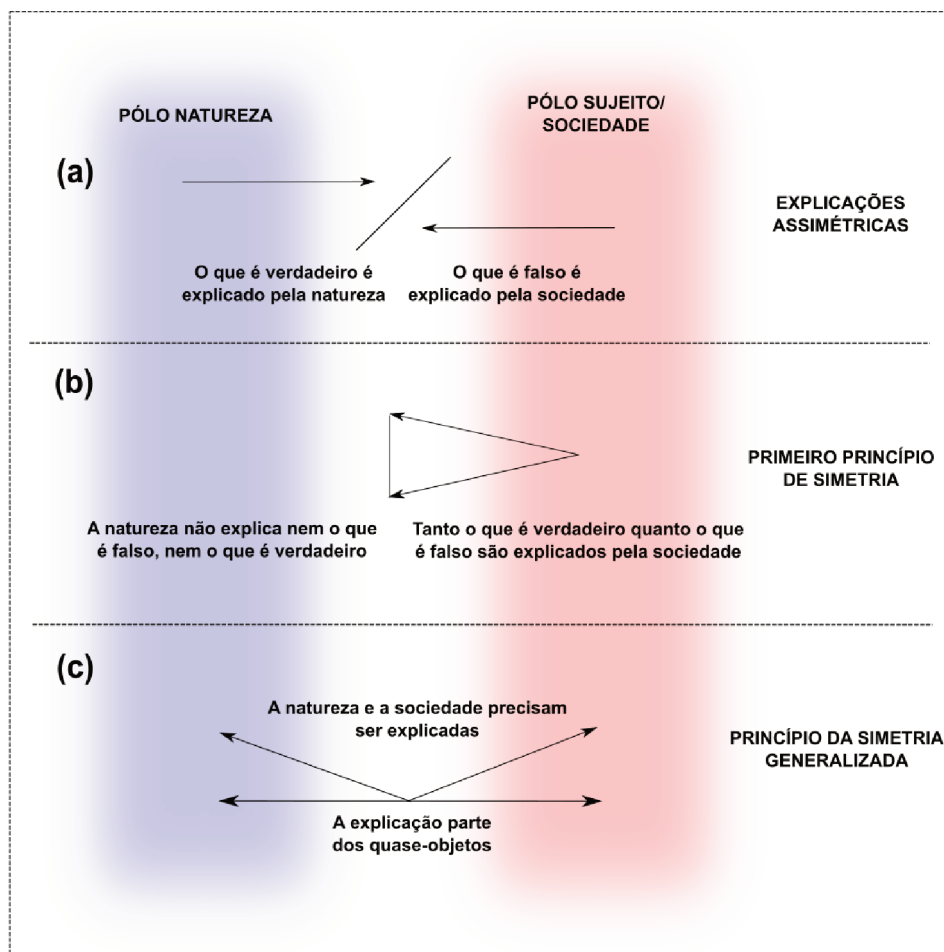 PÓLO NATUREZA
PÓLO SUJEITO/
SOCIEDADE
(a)
EXPLICAÇÕES
ASSIMÉTRICAS
O que é verdadeiro é
explicado pela natureza
O que é falso é
explicado pela sociedade
(b)
PRIMEIRO PRINCÍPIO
DE SIMETRIA
A natureza não explica nem o que
é falso, nem o que é verdadeiro
Tanto o que é verdadeiro quanto o que
é falso são explicados pela sociedade
(c)
A natureza e a sociedade precisam
ser explicadas
PRINCÍPIO DA SIMETRIA
GENERALIZADA
A explicação parte
dos quase-objetos